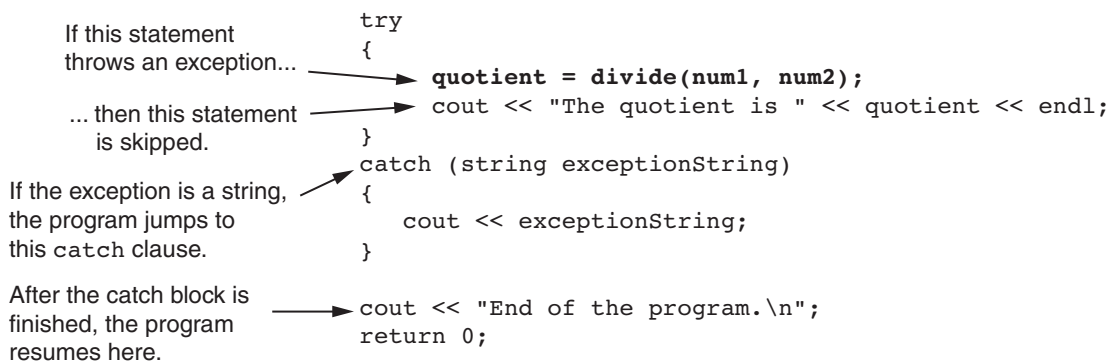 If this statement
throws an exception...
... then this statement
is skipped.
If the exception is a string,
the program jumps to
this catch clause.
After the catch block is
finished, the program
resumes here.
try
{
quotient = divide(num1, num2);
cout << "The quotient is " << quotient << endl;
}
catch (string exceptionString)
{
cout << exceptionString;
}
cout << "End of the program.\n";
return 0;